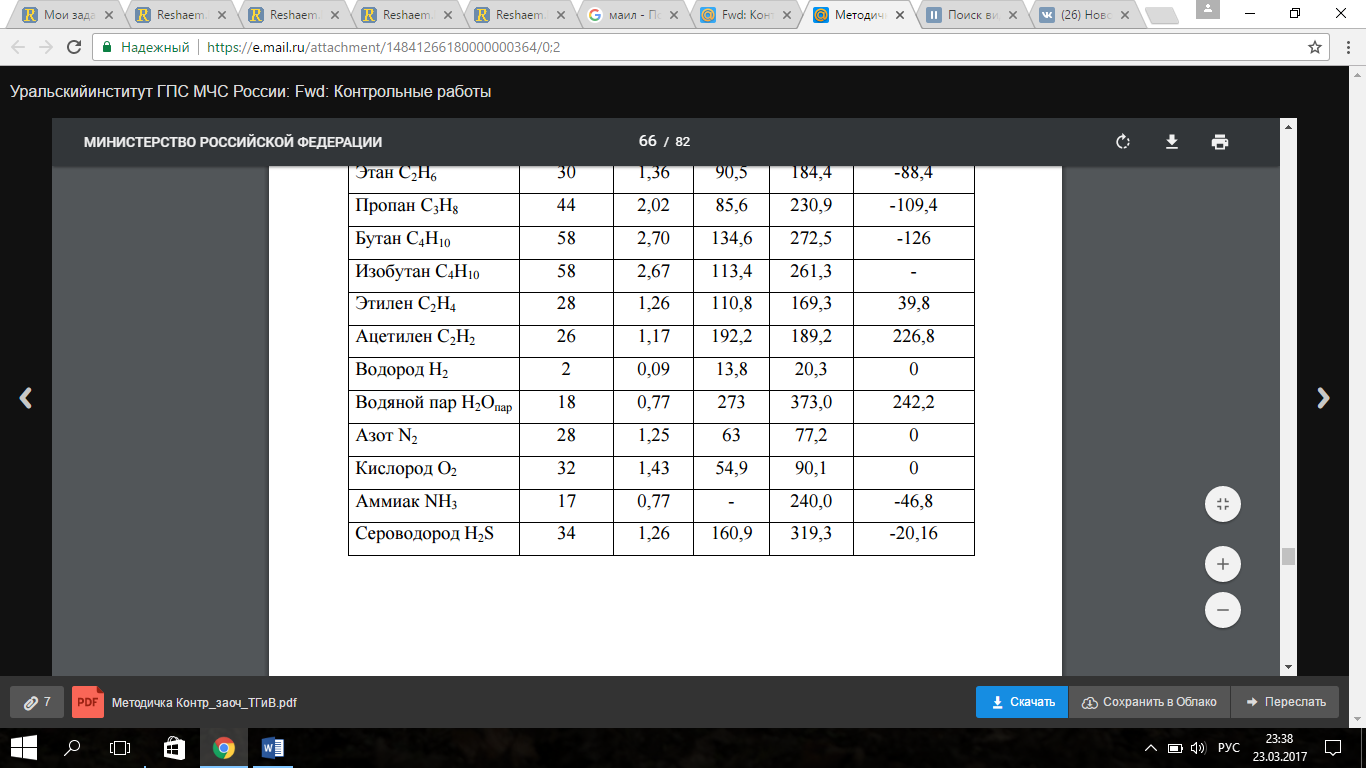 Мои зада
Reshaem.
Reshaem.
Reshaem.
Reshaem.
маил - По
Fwd: Кон
Методич
Поиск ви
(26) Ново
Надежный https://e.mail.ru/attachment/14841266180000000364/0;2
Уральскийинститут ГПС МЧС России: Fwd: Контрольные работы
МИНИСТЕРСТВО РОССИЙСКОЙ ФЕДЕРАЦИИ 66 / 82
Этан C₂H₆ 30 1,36 90,5 184,4 -88,4
Пропан C₃H₈ 44 2,02 85,6 230,9 -109,4
Бутан C₄H₁₀ 58 2,70 134,6 272,5 -126
Изобутан C₄H₁₀ 58 2,67 113,4 261,3 -
Этилен C₂H₄ 28 1,26 110,8 169,3 39,8
Ацетилен C₂H₂ 26 1,17 192,2 189,2 226,8
Водород H₂ 2 0,09 13,8 20,3 0
Водяной пар H₂Oпар 18 0,77 273 373,0 242,2
Азот N₂ 28 1,25 63 77,2 0
Кислород O₂ 32 1,43 54,9 90,1 0
Аммиак NH₃ 17 0,77 - 240,0 -46,8
Сероводород H₂S 34 1,26 160,9 319,3 -20,16
7 PDF Методичка Контр_заоч_ТГиВ.pdf Скачать Сохранить в Облако Переслать
РУС 23:38
23.03.2017